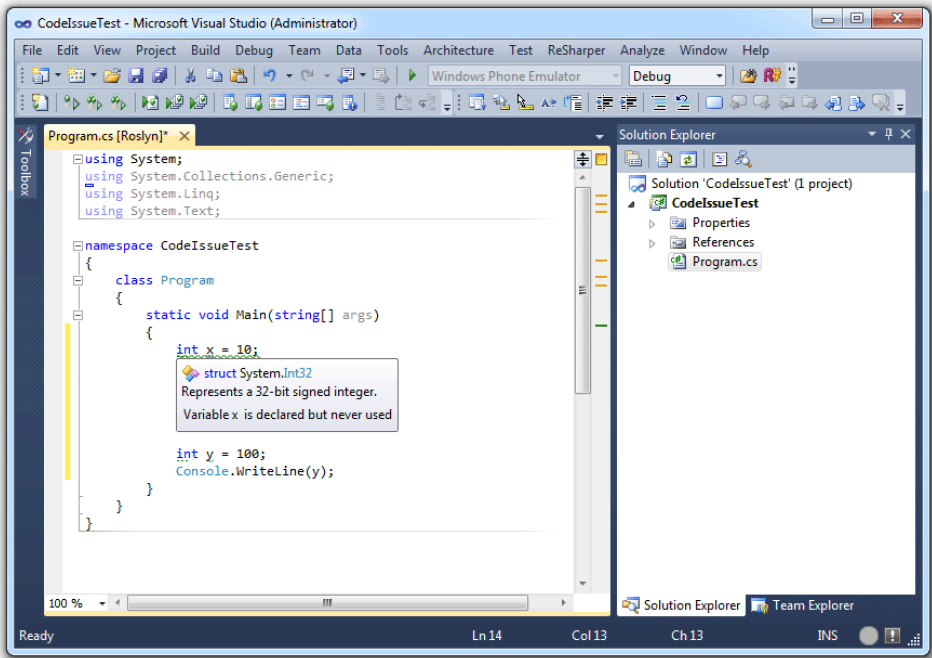 CodeIssueTest - Microsoft Visual Studio (Administrator)
File Edit View Project Build Debug Team Data Tools Architecture Test ReSharper Analyze Window Help
Windows Phone Emulator Debug
Toolbox
Program.cs [Roslyn]*
using System;
using System.Collections.Generic;
using System.Linq;
using System.Text;
namespace CodeIssueTest
{
class Program
{
static void Main(string[] args)
{
int x = 10;
struct System.Int32
Represents a 32-bit signed integer.
Variable x is declared but never used
int y = 100;
Console.WriteLine(y);
}
}
}
100 %
Solution Explorer
Solution 'CodeIssueTest' (1 project)
CodeIssueTest
Properties
References
Program.cs
Solution Explorer Team Explorer
Ready Ln 14 Col 13 Ch 13 INS